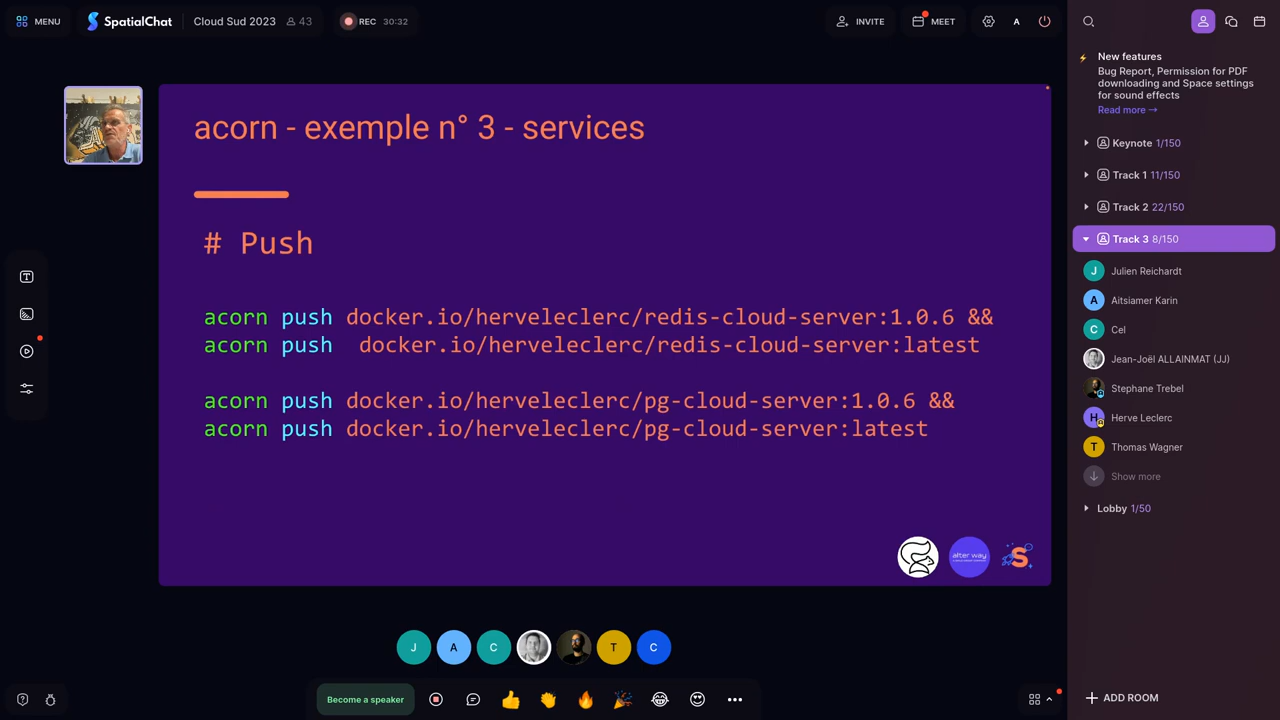 MENU
SpatialChat
Cloud Sud 2023
43
REC
30:32
INVITE
MEET
A
New features
Bug Report, Permission for PDF
downloading and Space settings
for sound effects
Read more →
Keynote 1/150
Track 1 11/150
Track 2 22/150
Track 3 8/150
J Julien Reichardt
A Aitsiamer Karin
C Cel
Jean-Joël ALLAINMAT (JJ)
Stephane Trebel
H Herve Leclerc
T Thomas Wagner
Show more
Lobby 1/50
ADD ROOM
acorn - exemple n° 3 - services
# Push
acorn push docker.io/herveleclerc/redis-cloud-server:1.0.6 &&
acorn push docker.io/herveleclerc/redis-cloud-server:latest
acorn push docker.io/herveleclerc/pg-cloud-server:1.0.6 &&
acorn push docker.io/herveleclerc/pg-cloud-server:latest
alter way
S
J A C T C
Become a speaker